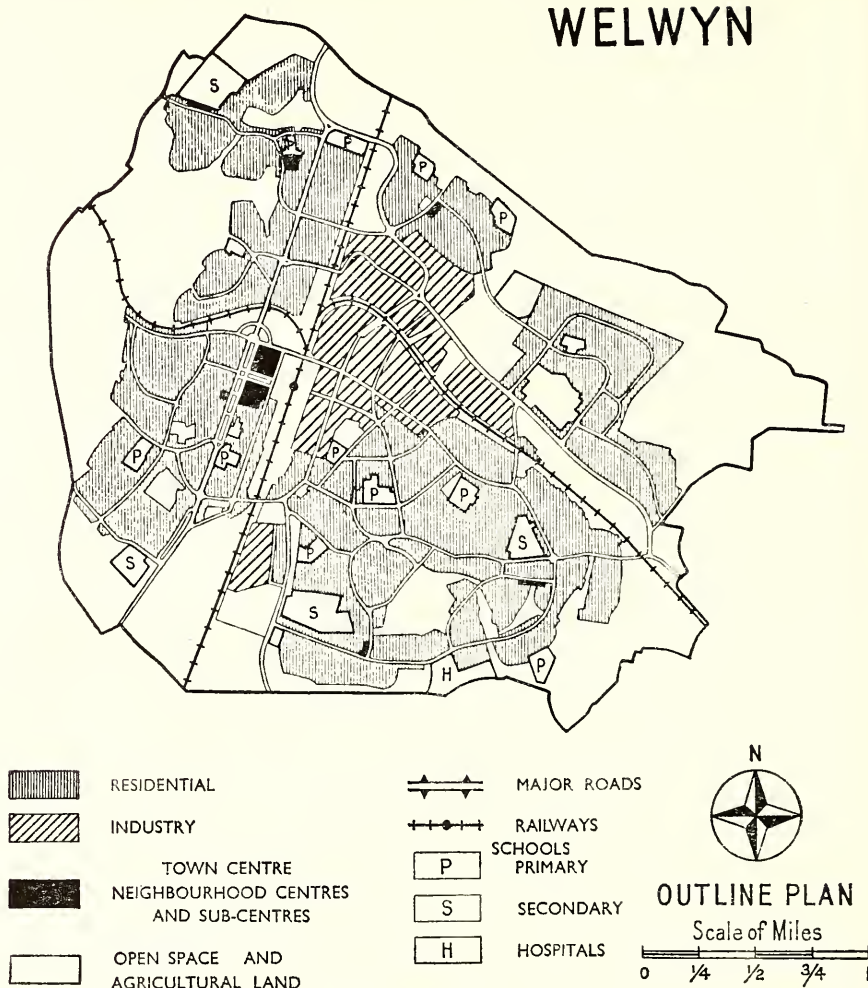 WELWYN
S
S
P
P
P
P
P
P
P
P
S
S
P
S
H
P
RESIDENTIAL
INDUSTRY
TOWN CENTRE
NEIGHBOURHOOD CENTRES
AND SUB-CENTRES
OPEN SPACE AND
AGRICULTURAL LAND
MAJOR ROADS
RAILWAYS
SCHOOLS
P PRIMARY
S SECONDARY
H HOSPITALS
N
OUTLINE PLAN
Scale of Miles
0 1/4 1/2 3/4